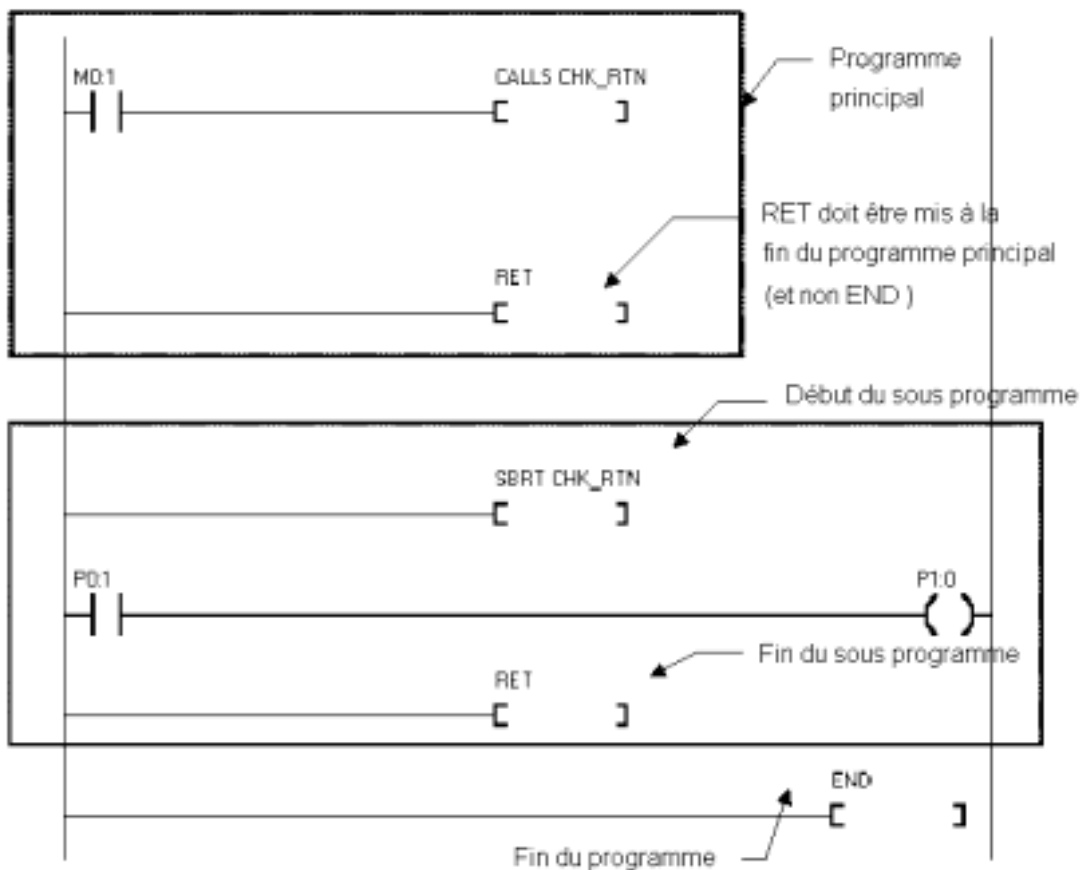 Programme
principal
M0:1
CALLS CHK_RTN
RET doit être mis à la
fin du programme principal
(et non END )
RET
Début du sous programme
SBRT CHK_RTN
P0:1
P1:0
Fin du sous programme
RET
END
Fin du programme